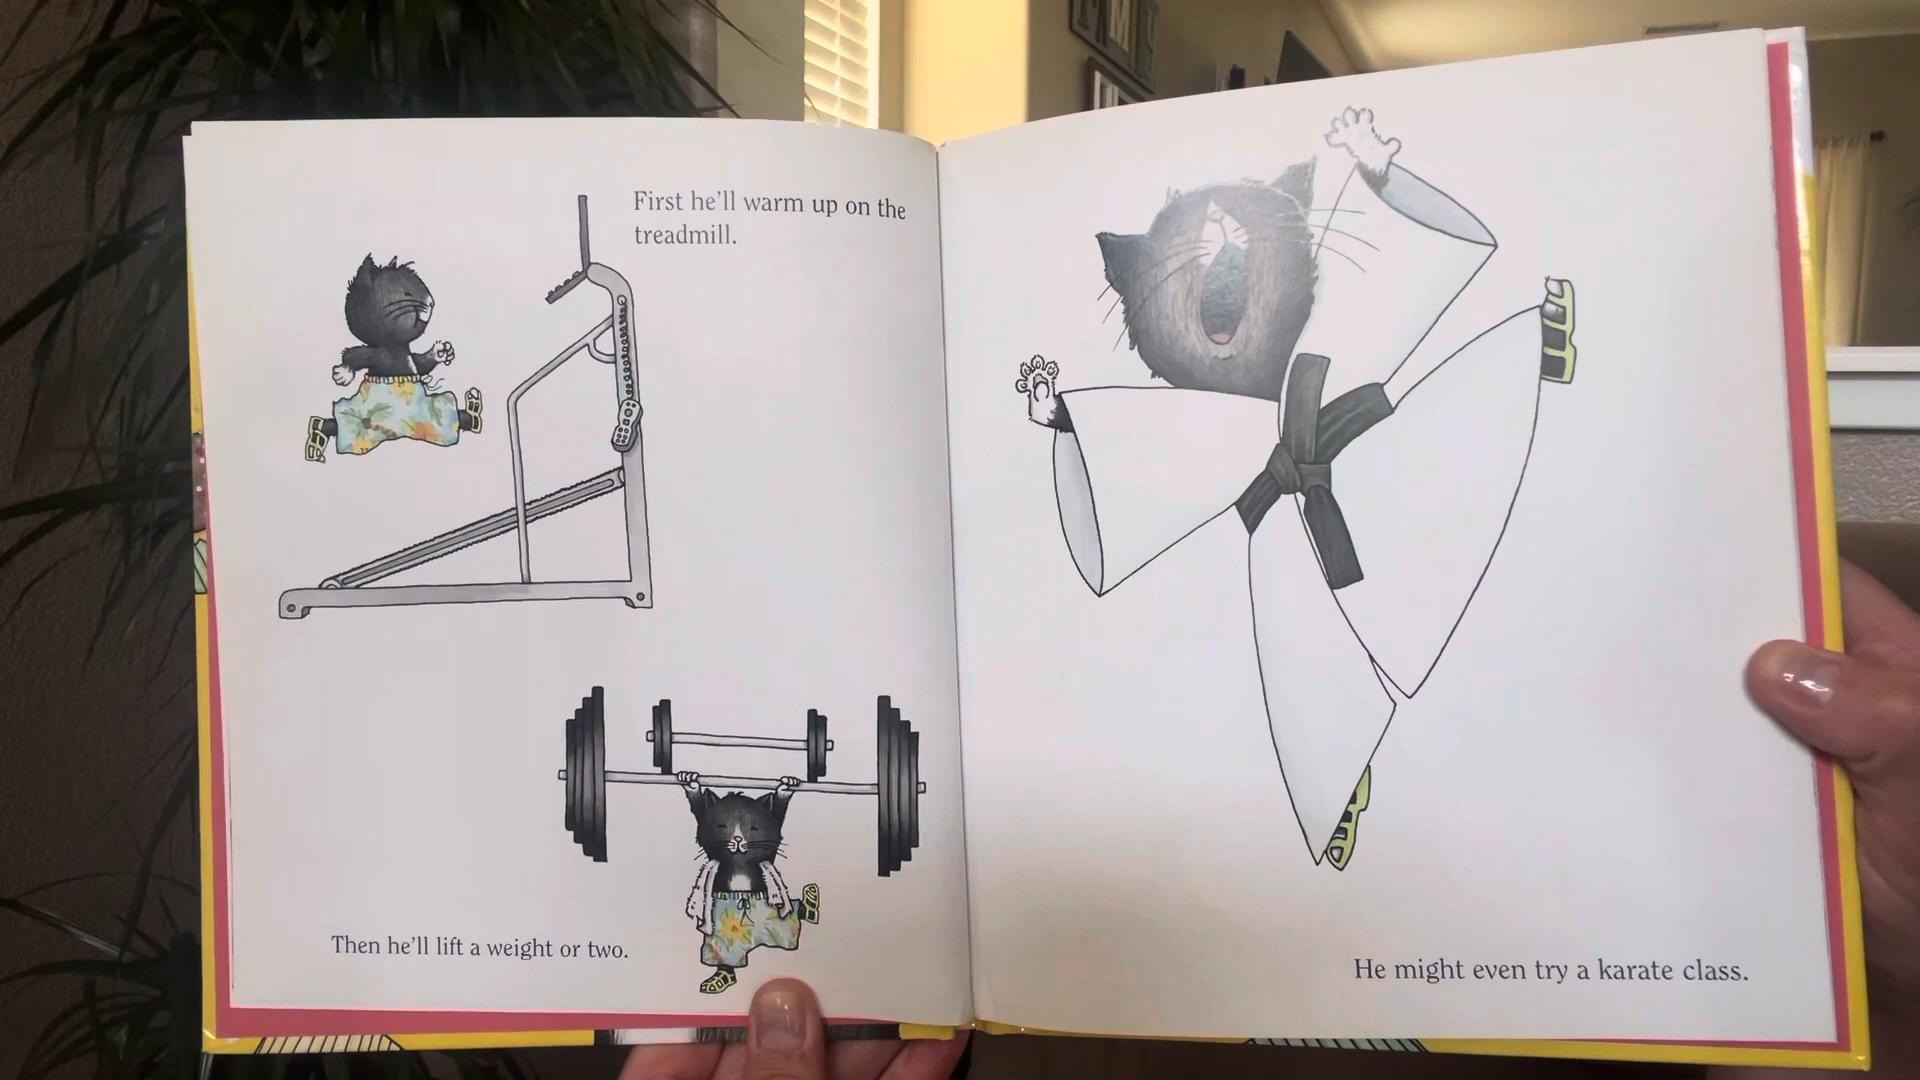 First he'll warm up on the
treadmill.
Then he'll lift a weight or two.
He might even try a karate class.